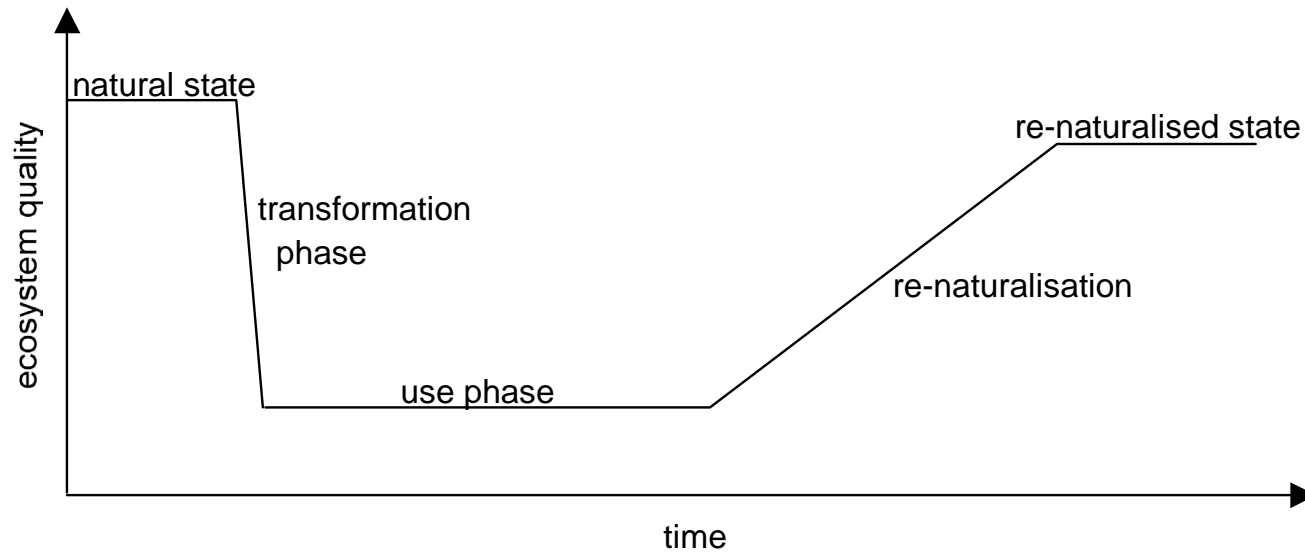 natural state
re-naturalised state
ecosystem quality
transformation
phase
re-naturalisation
use phase
time